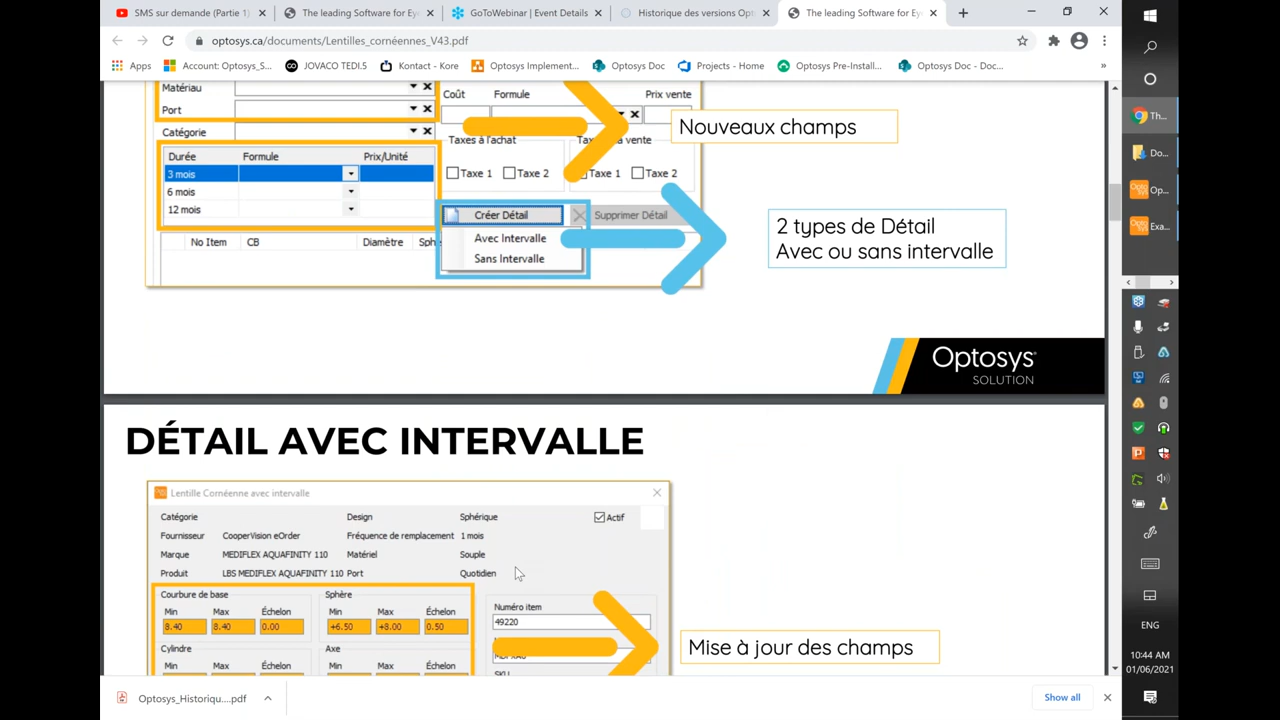 SMS sur demande (Partie 1)
The leading Software for Eye
GoToWebinar | Event Details
Historique des versions Opt
The leading Software for Eye
optosys.ca/documents/Lentilles_cornéennes_V43.pdf
Apps
Account: Optosys_S...
JOVACO TEDI.5
Kontact - Kore
Optosys Implement...
Optosys Doc
Projects - Home
Optosys Pre-Install...
Optosys Doc - Doc...
»
Matériau
Port
Catégorie
Coût Formule Prix vente
Nouveaux champs
Taxes à l'achat
Taxe 1 Taxe 2
Taxe 2
Durée Formule Prix/Unité
3 mois
6 mois
12 mois
Créer Détail
Supprimer Détail
Avec Intervalle
Sans Intervalle
2 types de Détail
Avec ou sans intervalle
No Item CB Diamètre
Optosys
SOLUTION
DÉTAIL AVEC INTERVALLE
Lentille Cornéenne avec intervalle
Catégorie Design Sphérique Actif
Fournisseur CooperVision eOrder Fréquence de remplacement 1 mois
Marque MEDIFLEX AQUAFINITY 110 Matériel Souple
Produit LBS MEDIFLEX AQUAFINITY 110 Port Quotidien
Courbure de base Sphère
Min Max Échelon Min Max Échelon
8.40 8.40 0.00 +6.50 +8.00 0.50
Cylindre Axe
Min Max Échelon Min Max Échelon
Numéro item
49220
SKU
Mise à jour des champs
Optosys_Historiqu....pdf
Show all
Th...
Do...
Op...
Exa...
ENG
10:44 AM
01/06/2021